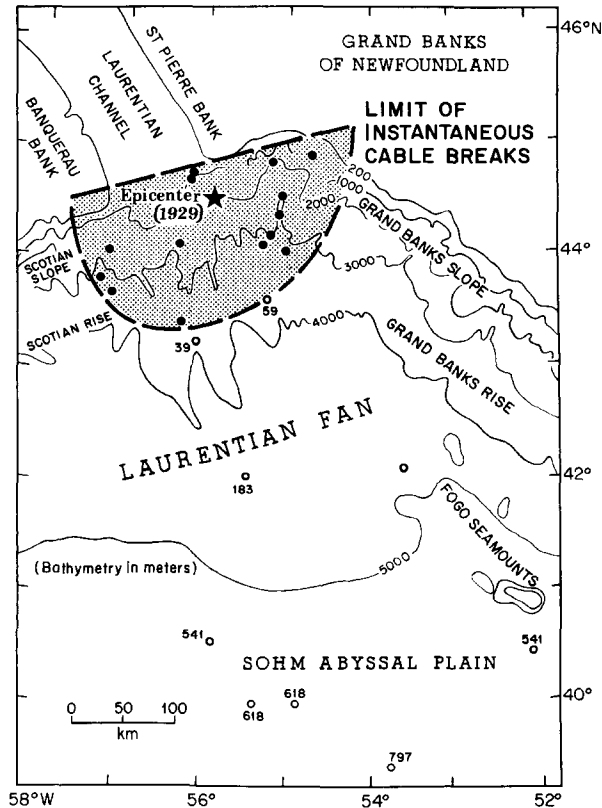 46°N
GRAND BANKS
OF NEWFOUNDLAND
ST PIERRE BANK
LAURENTIAN
CHANNEL
BANQUERAU
BANK
LIMIT OF
INSTANTANEOUS
CABLE BREAKS
Epicenter
(1929)
200
1000
2000
GRAND BANKS SLOPE
44°
SCOTIAN
SLOPE
3000
59
SCOTIAN RISE
39
4000
GRAND BANKS RISE
LAURENTIAN FAN
42°
183
FOGO SEAMOUNTS
(Bathymetry in meters)
5000
541
541
SOHM ABYSSAL PLAIN
618
618
40°
0 50 100
km
797
58°W
56°
54°
52°